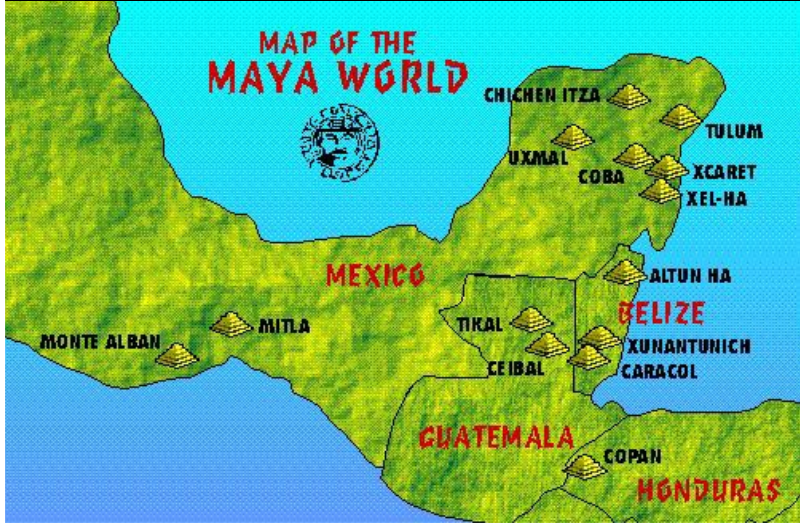 MAP OF THE
MAYA WORLD
CHICHEN ITZA
TULUM
UXMAL
COBA
XCARET
XEL-HA
MEXICO
ALTUN HA
BELIZE
TIKAL
MITLA
MONTE ALBAN
XUNANTUNICH
CEIBAL
CARACOL
GUATEMALA
COPAN
HONDURAS